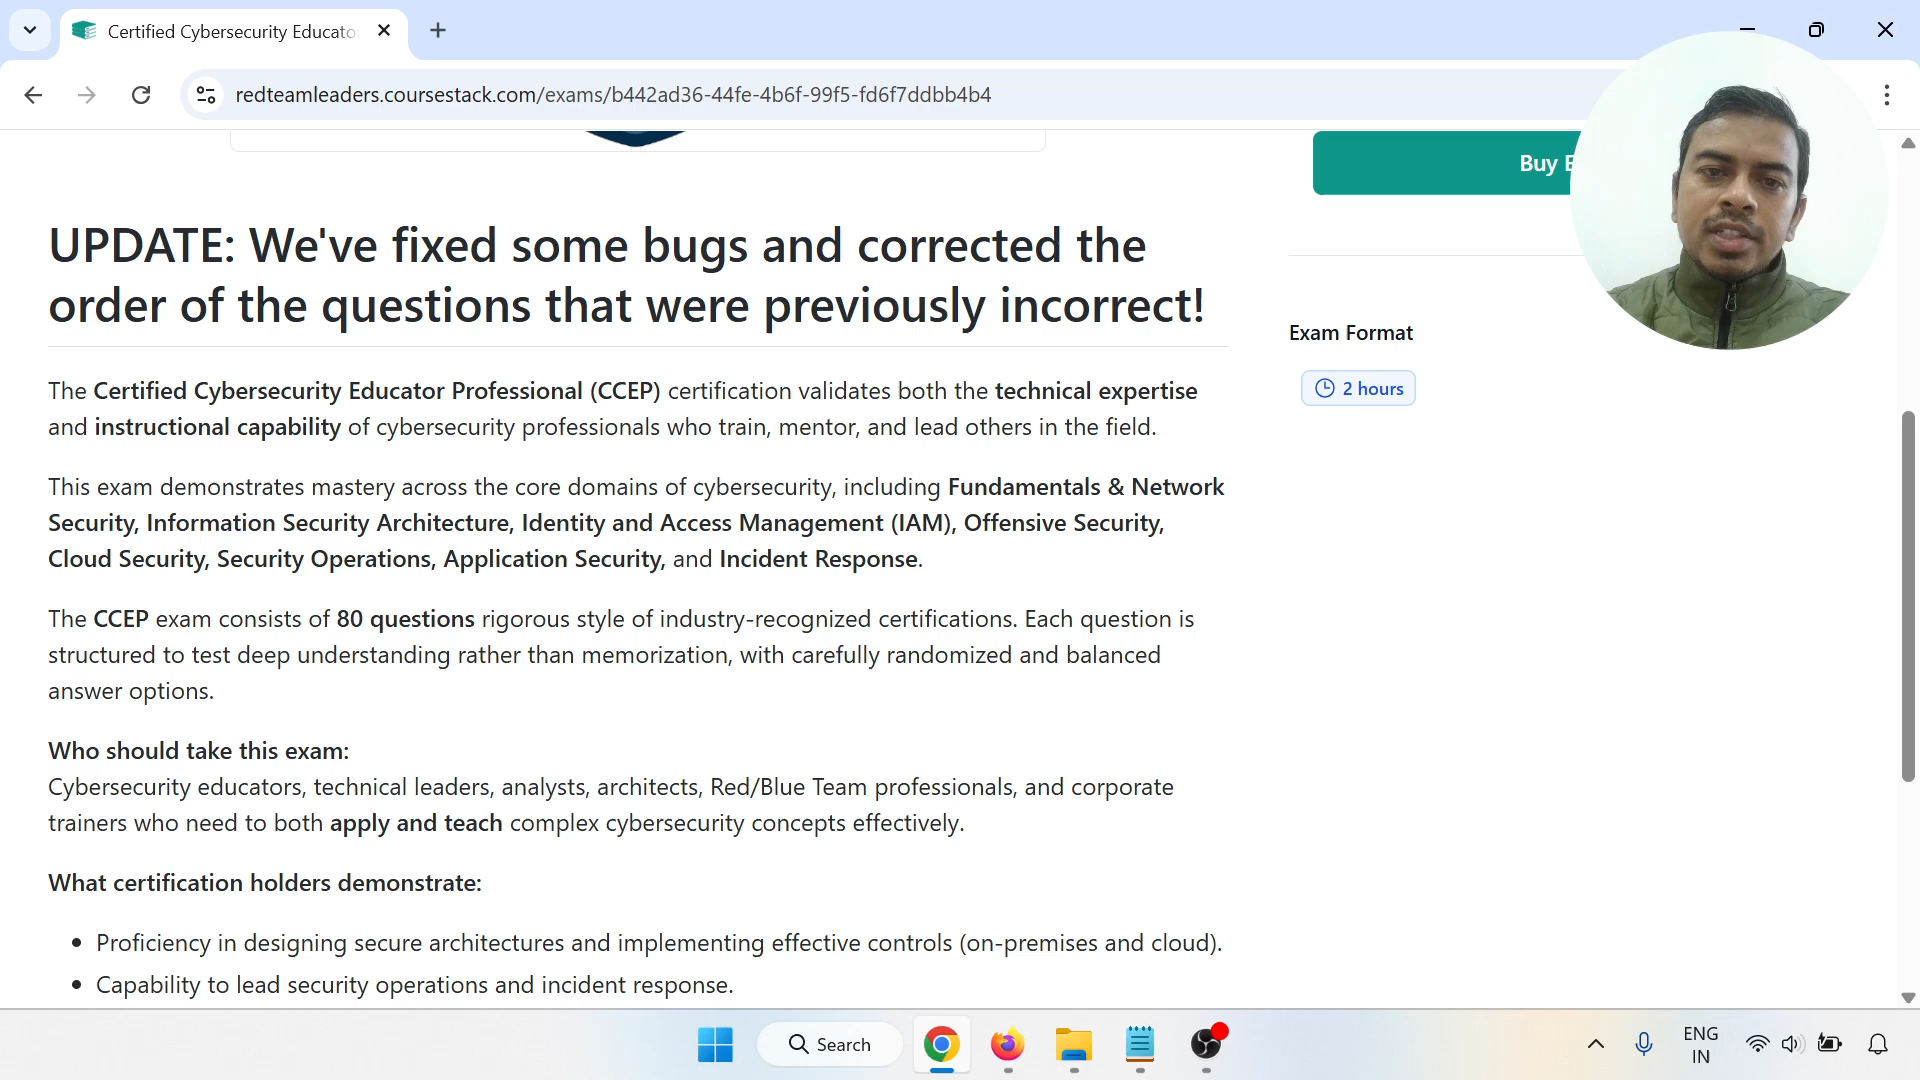 Certified Cybersecurity Educato
redteamleaders.coursestack.com/exams/b442ad36-44fe-4b6f-99f5-fd6f7ddbb4b4
Buy E
UPDATE: We've fixed some bugs and corrected the
order of the questions that were previously incorrect!
Exam Format
2 hours
The Certified Cybersecurity Educator Professional (CCEP) certification validates both the technical expertise
and instructional capability of cybersecurity professionals who train, mentor, and lead others in the field.
This exam demonstrates mastery across the core domains of cybersecurity, including Fundamentals & Network
Security, Information Security Architecture, Identity and Access Management (IAM), Offensive Security,
Cloud Security, Security Operations, Application Security, and Incident Response.
The CCEP exam consists of 80 questions rigorous style of industry-recognized certifications. Each question is
structured to test deep understanding rather than memorization, with carefully randomized and balanced
answer options.
Who should take this exam:
Cybersecurity educators, technical leaders, analysts, architects, Red/Blue Team professionals, and corporate
trainers who need to both apply and teach complex cybersecurity concepts effectively.
What certification holders demonstrate:
• Proficiency in designing secure architectures and implementing effective controls (on-premises and cloud).
• Capability to lead security operations and incident response.
Search
ENG
IN